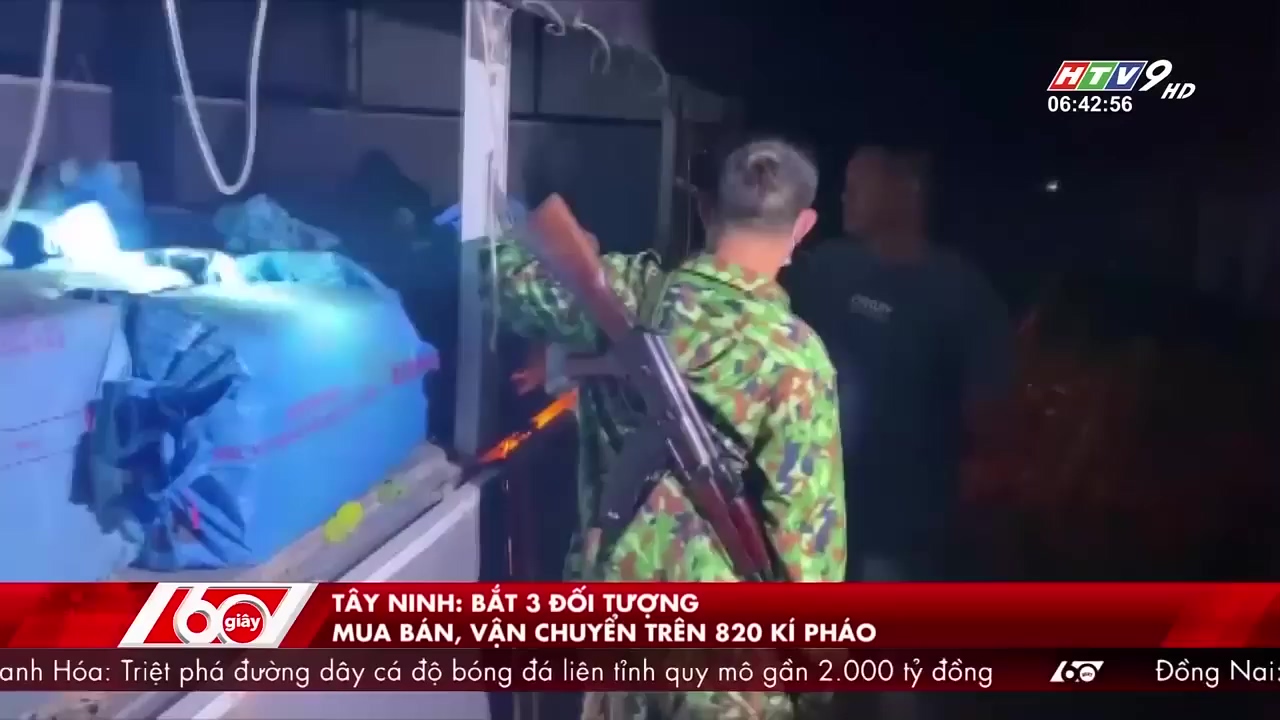 HTV9 HD
06:42:56
60 giây
TÂY NINH: BẮT 3 ĐỐI TƯỢNG
MUA BÁN, VẬN CHUYỂN TRÊN 820 KÍ PHÁO
anh Hóa: Triệt phá đường dây cá độ bóng đá liên tỉnh quy mô gần 2.000 tỷ đồng
60
Đồng Nai: